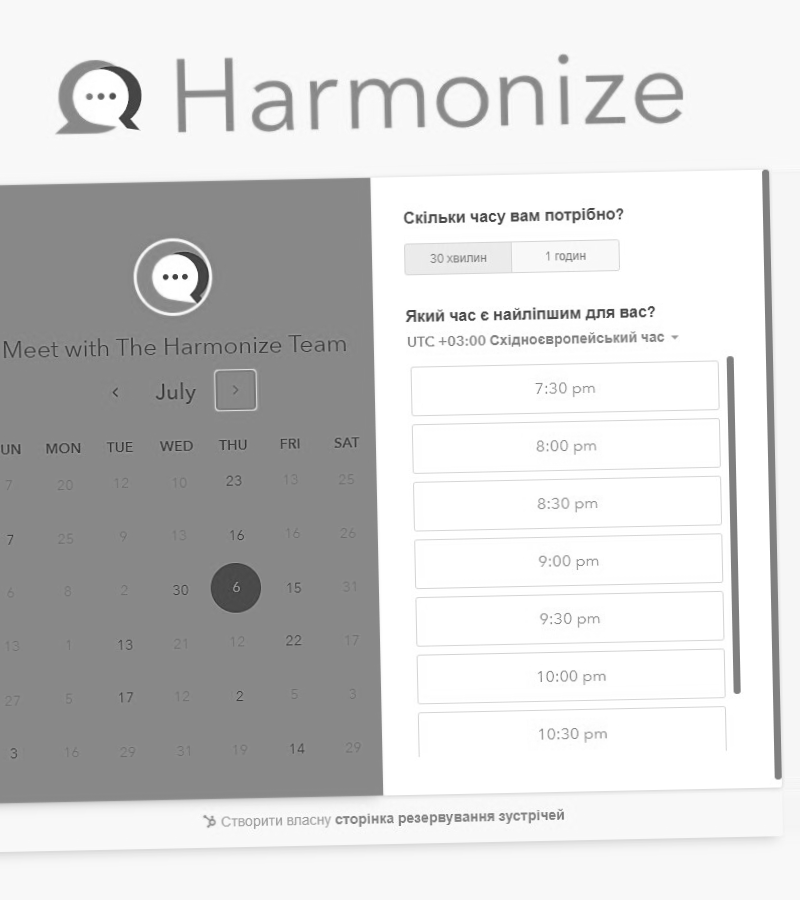 Harmonize
Meet with The Harmonize Team
July
UN MON TUE WED THU FRI SAT
7 20 12 10 23 13 25
7 25 9 13 16 16 26
6 8 2 30 6 15 31
13 1 13 21 12 22 17
27 5 17 12 2 5 3
3 16 29 31 19 14 29
Скільки часу вам потрібно?
30 хвилин 1 годин
Який час є найліпшим для вас?
UTC +03:00 Східноєвропейський час
7:30 pm
8:00 pm
8:30 pm
9:00 pm
9:30 pm
10:00 pm
10:30 pm
Створити власну сторінка резервування зустрічей